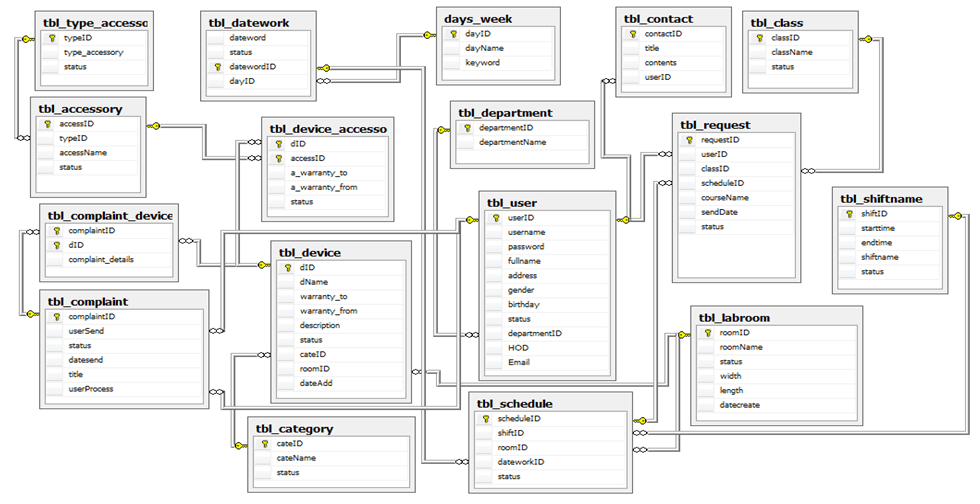 tbl_type_accesso
typeID
type_accessory
status
tbl_datework
dateword
status
datewordID
dayID
days_week
dayID
dayName
keyword
tbl_contact
contactID
title
contents
userID
tbl_class
classID
className
status
tbl_accessory
accessID
typeID
accessName
status
tbl_device_accesso
dID
accessID
a_warranty_to
a_warranty_from
status
tbl_department
departmentID
departmentName
tbl_request
requestID
userID
classID
scheduleID
courseName
sendDate
status
tbl_shiftname
shiftID
starttime
endtime
shiftname
status
tbl_complaint_device
complaintID
dID
complaint_details
tbl_user
userID
username
password
fullname
address
gender
birthday
status
departmentID
HOD
Email
tbl_device
dID
dName
warranty_to
warranty_from
description
status
cateID
roomID
dateAdd
tbl_complaint
complaintID
userSend
status
datesend
title
userProcess
tbl_labroom
roomID
roomName
status
width
length
datecreate
tbl_schedule
scheduleID
shiftID
roomID
dateworkID
status
tbl_category
cateID
cateName
status